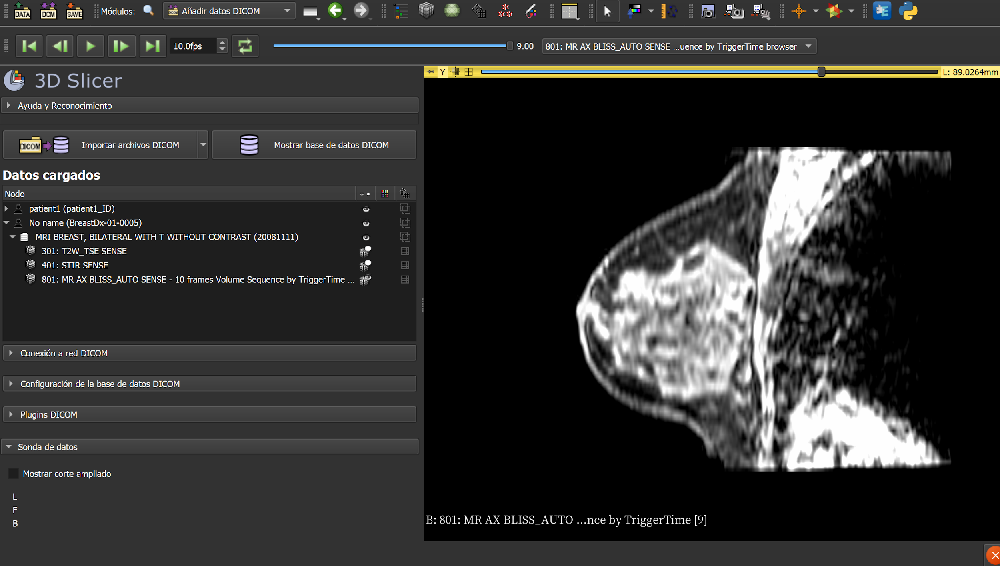 DATA DCM SAVE Módulos: DICOM Añadir datos DICOM
10.0fps 9.00 801: MR AX BLISS_AUTO SENSE ...uence by TriggerTime browser
3D Slicer
Y L: 89.0264mm
Ayuda y Reconocimiento
DICOM Importar archivos DICOM Mostrar base de datos DICOM
Datos cargados
Nodo
patient1 (patient1_ID)
No name (BreastDx-01-0005)
MRI BREAST, BILATERAL WITH T WITHOUT CONTRAST (20081111)
301: T2W_TSE SENSE
401: STIR SENSE
801: MR AX BLISS_AUTO SENSE - 10 frames Volume Sequence by TriggerTime ...
Conexión a red DICOM
Configuración de la base de datos DICOM
Plugins DICOM
Sonda de datos
Mostrar corte ampliado
L
F
B
B: 801: MR AX BLISS_AUTO ...nce by TriggerTime [9]